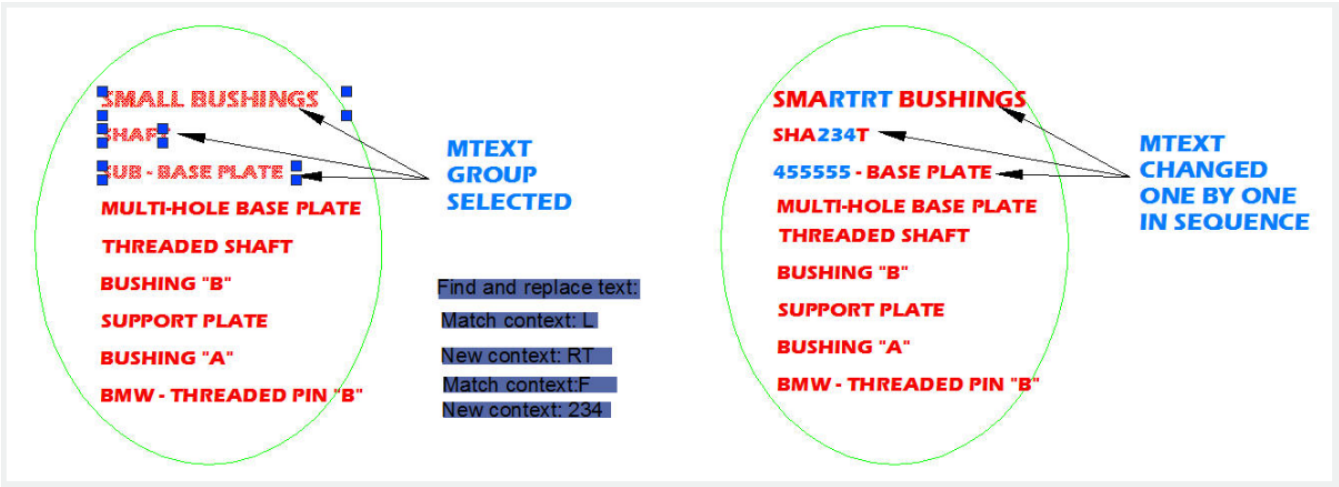 SMALL BUSHINGS
SHAFT
SUB - BASE PLATE
MULTI-HOLE BASE PLATE
THREADED SHAFT
BUSHING "B"
SUPPORT PLATE
BUSHING "A"
BMW - THREADED PIN "B"
MTEXT
GROUP
SELECTED
Find and replace text:
Match context: L
New context: RT
Match context:F
New context: 234
SMARTRT BUSHINGS
SHA234T
455555 - BASE PLATE
MULTI-HOLE BASE PLATE
THREADED SHAFT
BUSHING "B"
SUPPORT PLATE
BUSHING "A"
BMW - THREADED PIN "B"
MTEXT
CHANGED
ONE BY ONE
IN SEQUENCE